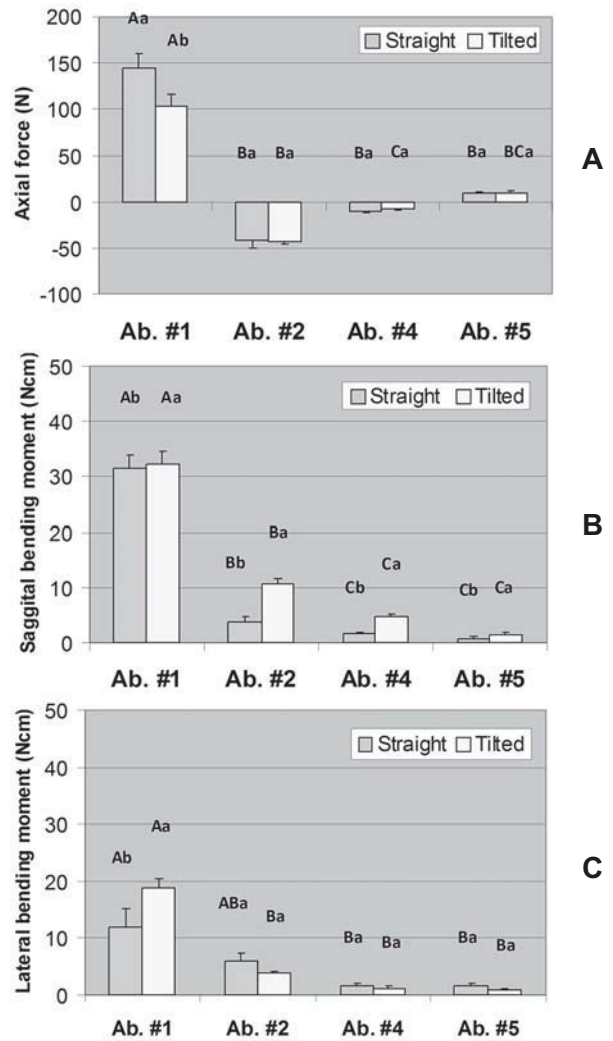 200
Aa
Ab
Straight
Tilted
150
100
50
Ba
Ba
Ba
Ca
Ba
BCa
0
-50
-100
Axial force (N)
A
Ab. #1
Ab. #2
Ab. #4
Ab. #5
50
Straight
Tilted
40
Ab
Aa
30
20
Ba
Bb
Ca
10
Cb
Cb
Ca
0
Saggital bending moment (Ncm)
B
Ab. #1
Ab. #2
Ab. #4
Ab. #5
50
Straight
Tilted
40
30
Aa
Ab
20
ABa
Ba
Ba
Ba
Ba
Ba
10
0
Lateral bending moment (Ncm)
C
Ab. #1
Ab. #2
Ab. #4
Ab. #5